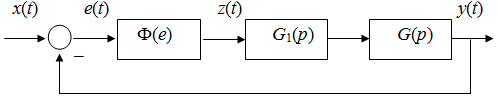 x(t) e(t) z(t) y(t)
Φ(e) G₁(p) G(p)
–